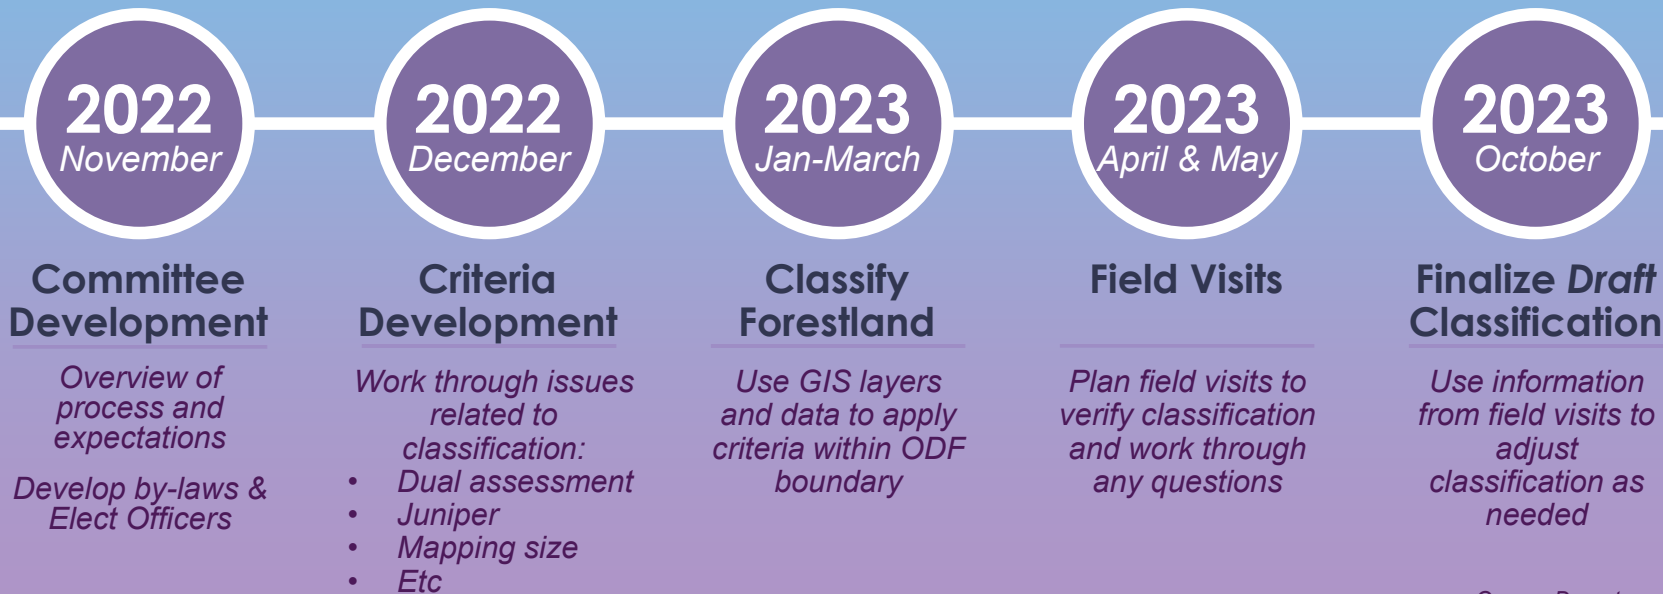 2022
November
Committee
Development
Overview of
process and
expectations
Develop by-laws &
Elect Officers
2022
December
Criteria
Development
Work through issues
related to
classification:
• Dual assessment
• Juniper
• Mapping size
• Etc
2023
Jan-March
Classify
Forestland
Use GIS layers
and data to apply
criteria within ODF
boundary
2023
April & May
Field Visits
Plan field visits to
verify classification
and work through
any questions
2023
October
Finalize Draft
Classification
Use information
from field visits to
adjust
classification as
needed